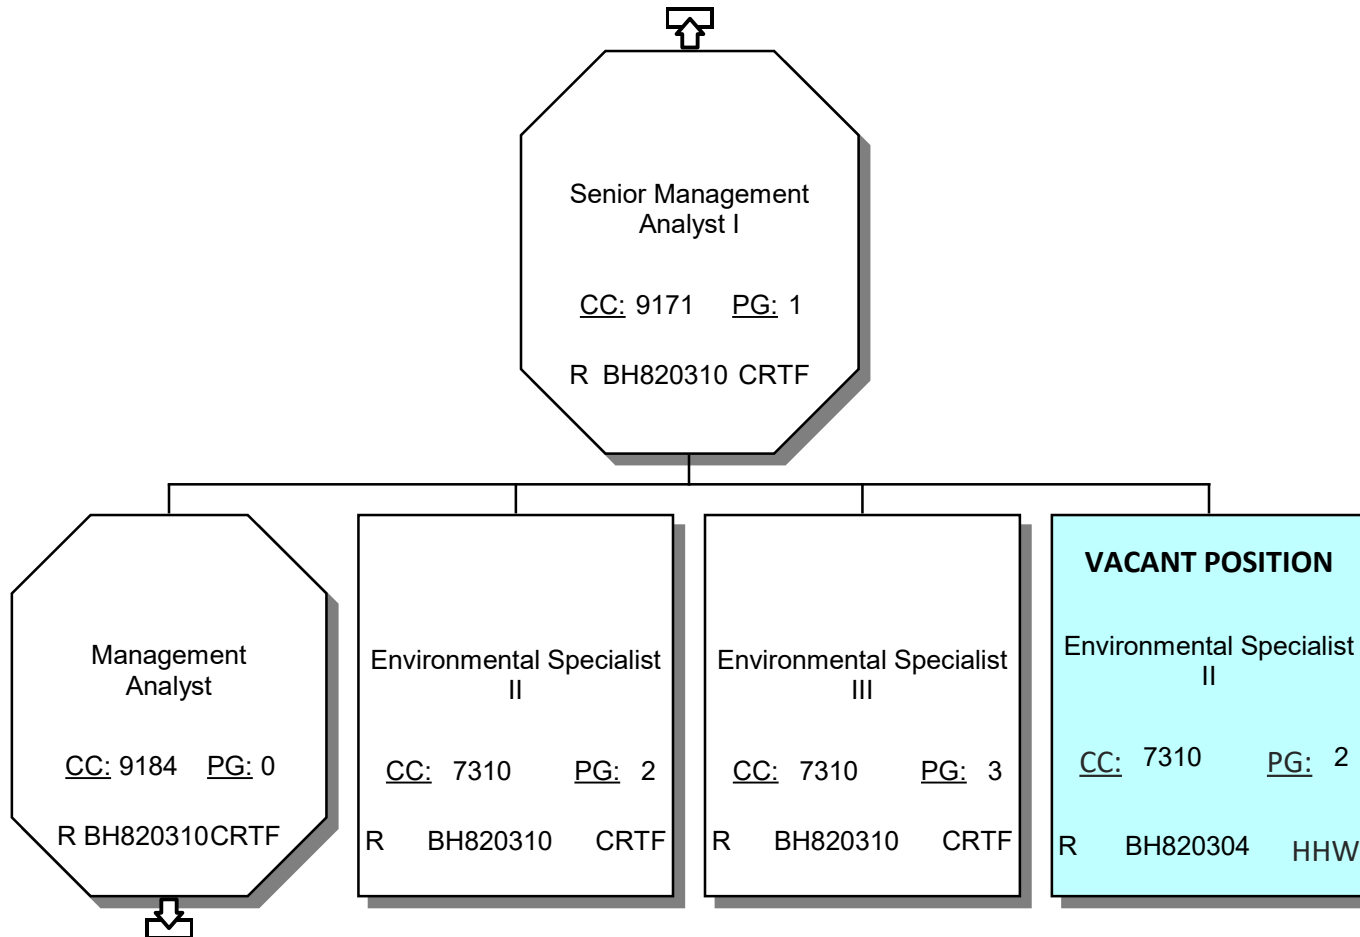 Senior Management
Analyst I
CC: 9171 PG: 1
R BH820310 CRTF
Management
Analyst
CC: 9184 PG: 0
R BH820310 CRTF
Environmental Specialist
II
CC: 7310 PG: 2
R BH820310 CRTF
Environmental Specialist
III
CC: 7310 PG: 3
R BH820310 CRTF
VACANT POSITION
Environmental Specialist
II
CC: 7310 PG: 2
R BH820304 HHW